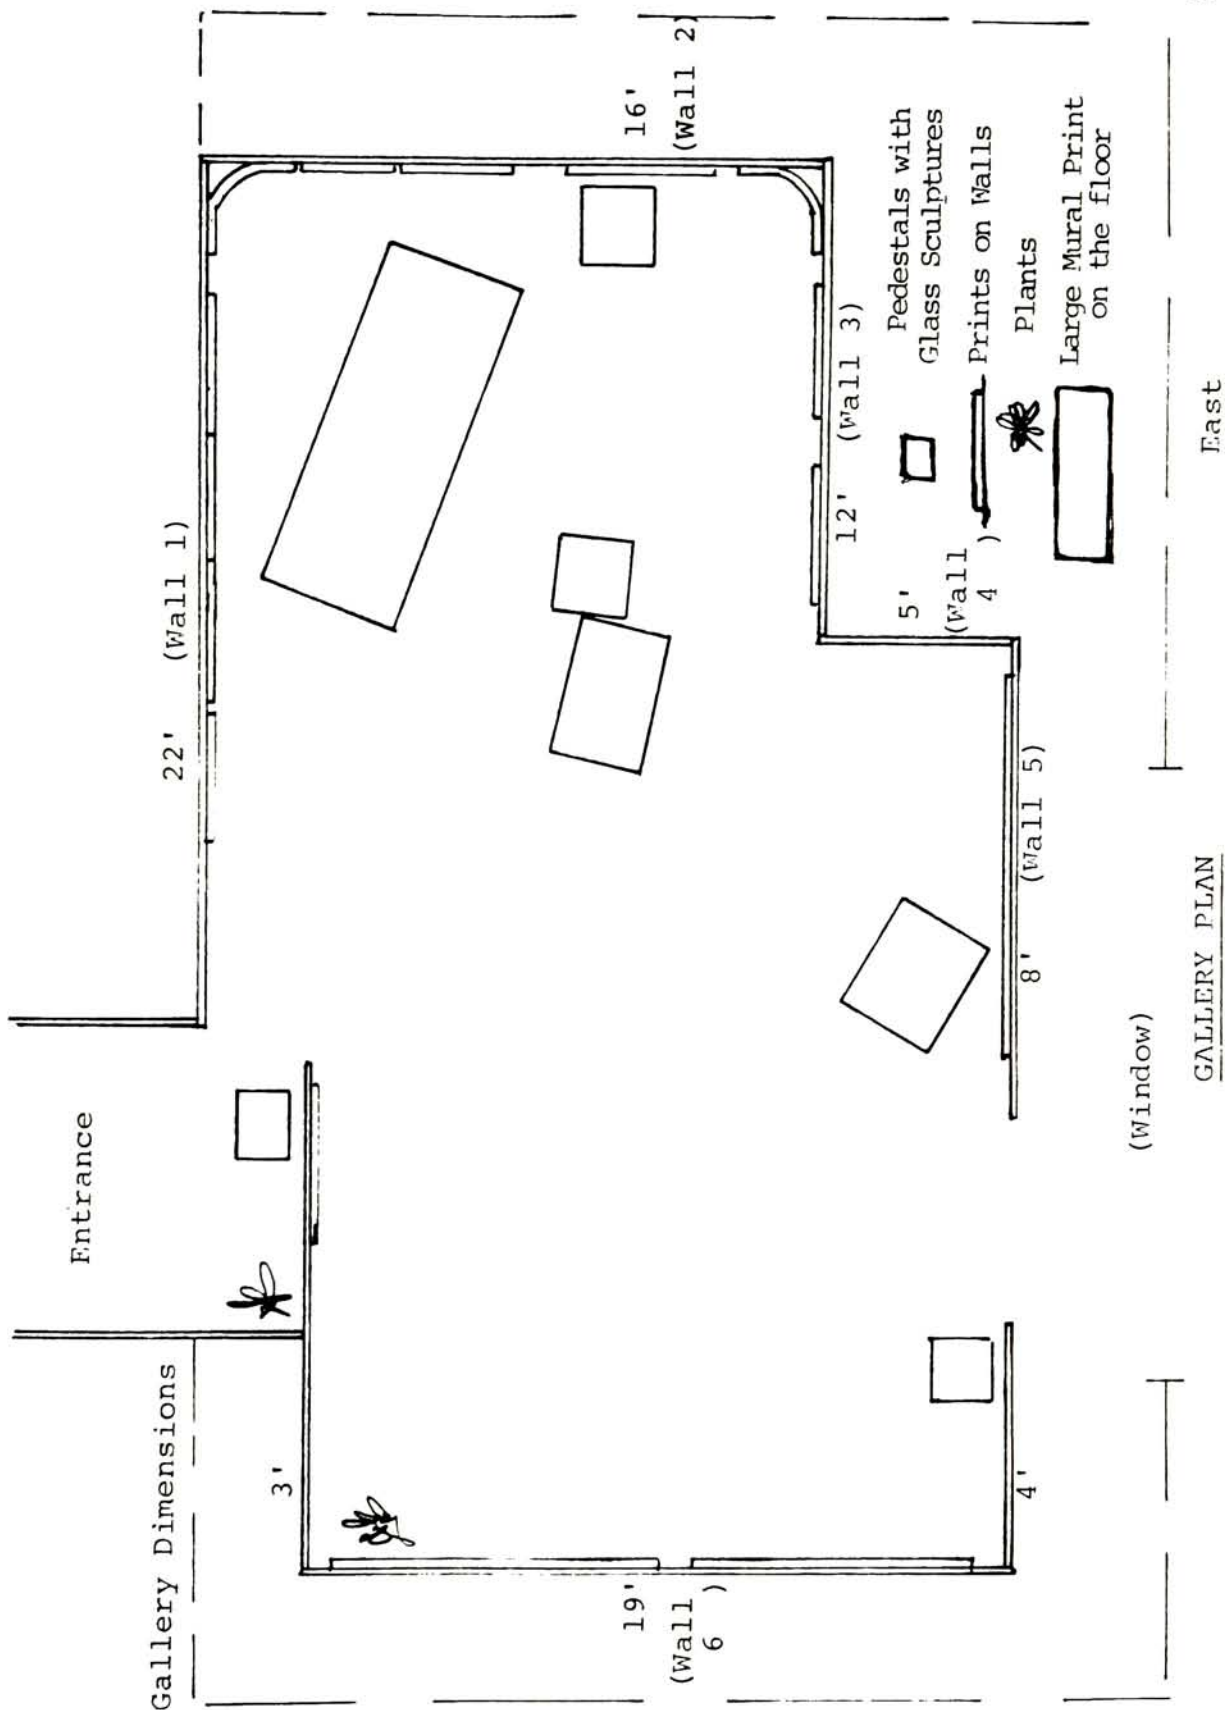 Gallery Dimensions
Entrance
3'
22'
(Wall 1)
16'
(Wall 2)
12'
(Wall 3)
5'
(Wall
4 )
8'
(Wall 5)
4'
19'
(Wall
6 )
(Window)
Pedestals with
Glass Sculptures
Prints on Walls
Plants
Large Mural Print
on the floor
East
GALLERY PLAN